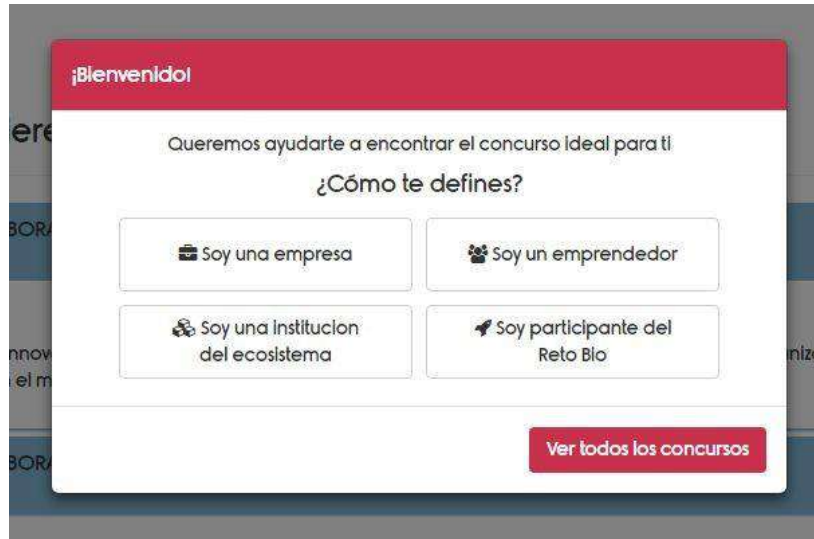 ¡Bienvenido!
Queremos ayudarte a encontrar el concurso ideal para ti
¿Cómo te defines?
Soy una empresa
Soy un emprendedor
Soy una institucion
del ecosistema
Soy participante del
Reto Bio
Ver todos los concursos